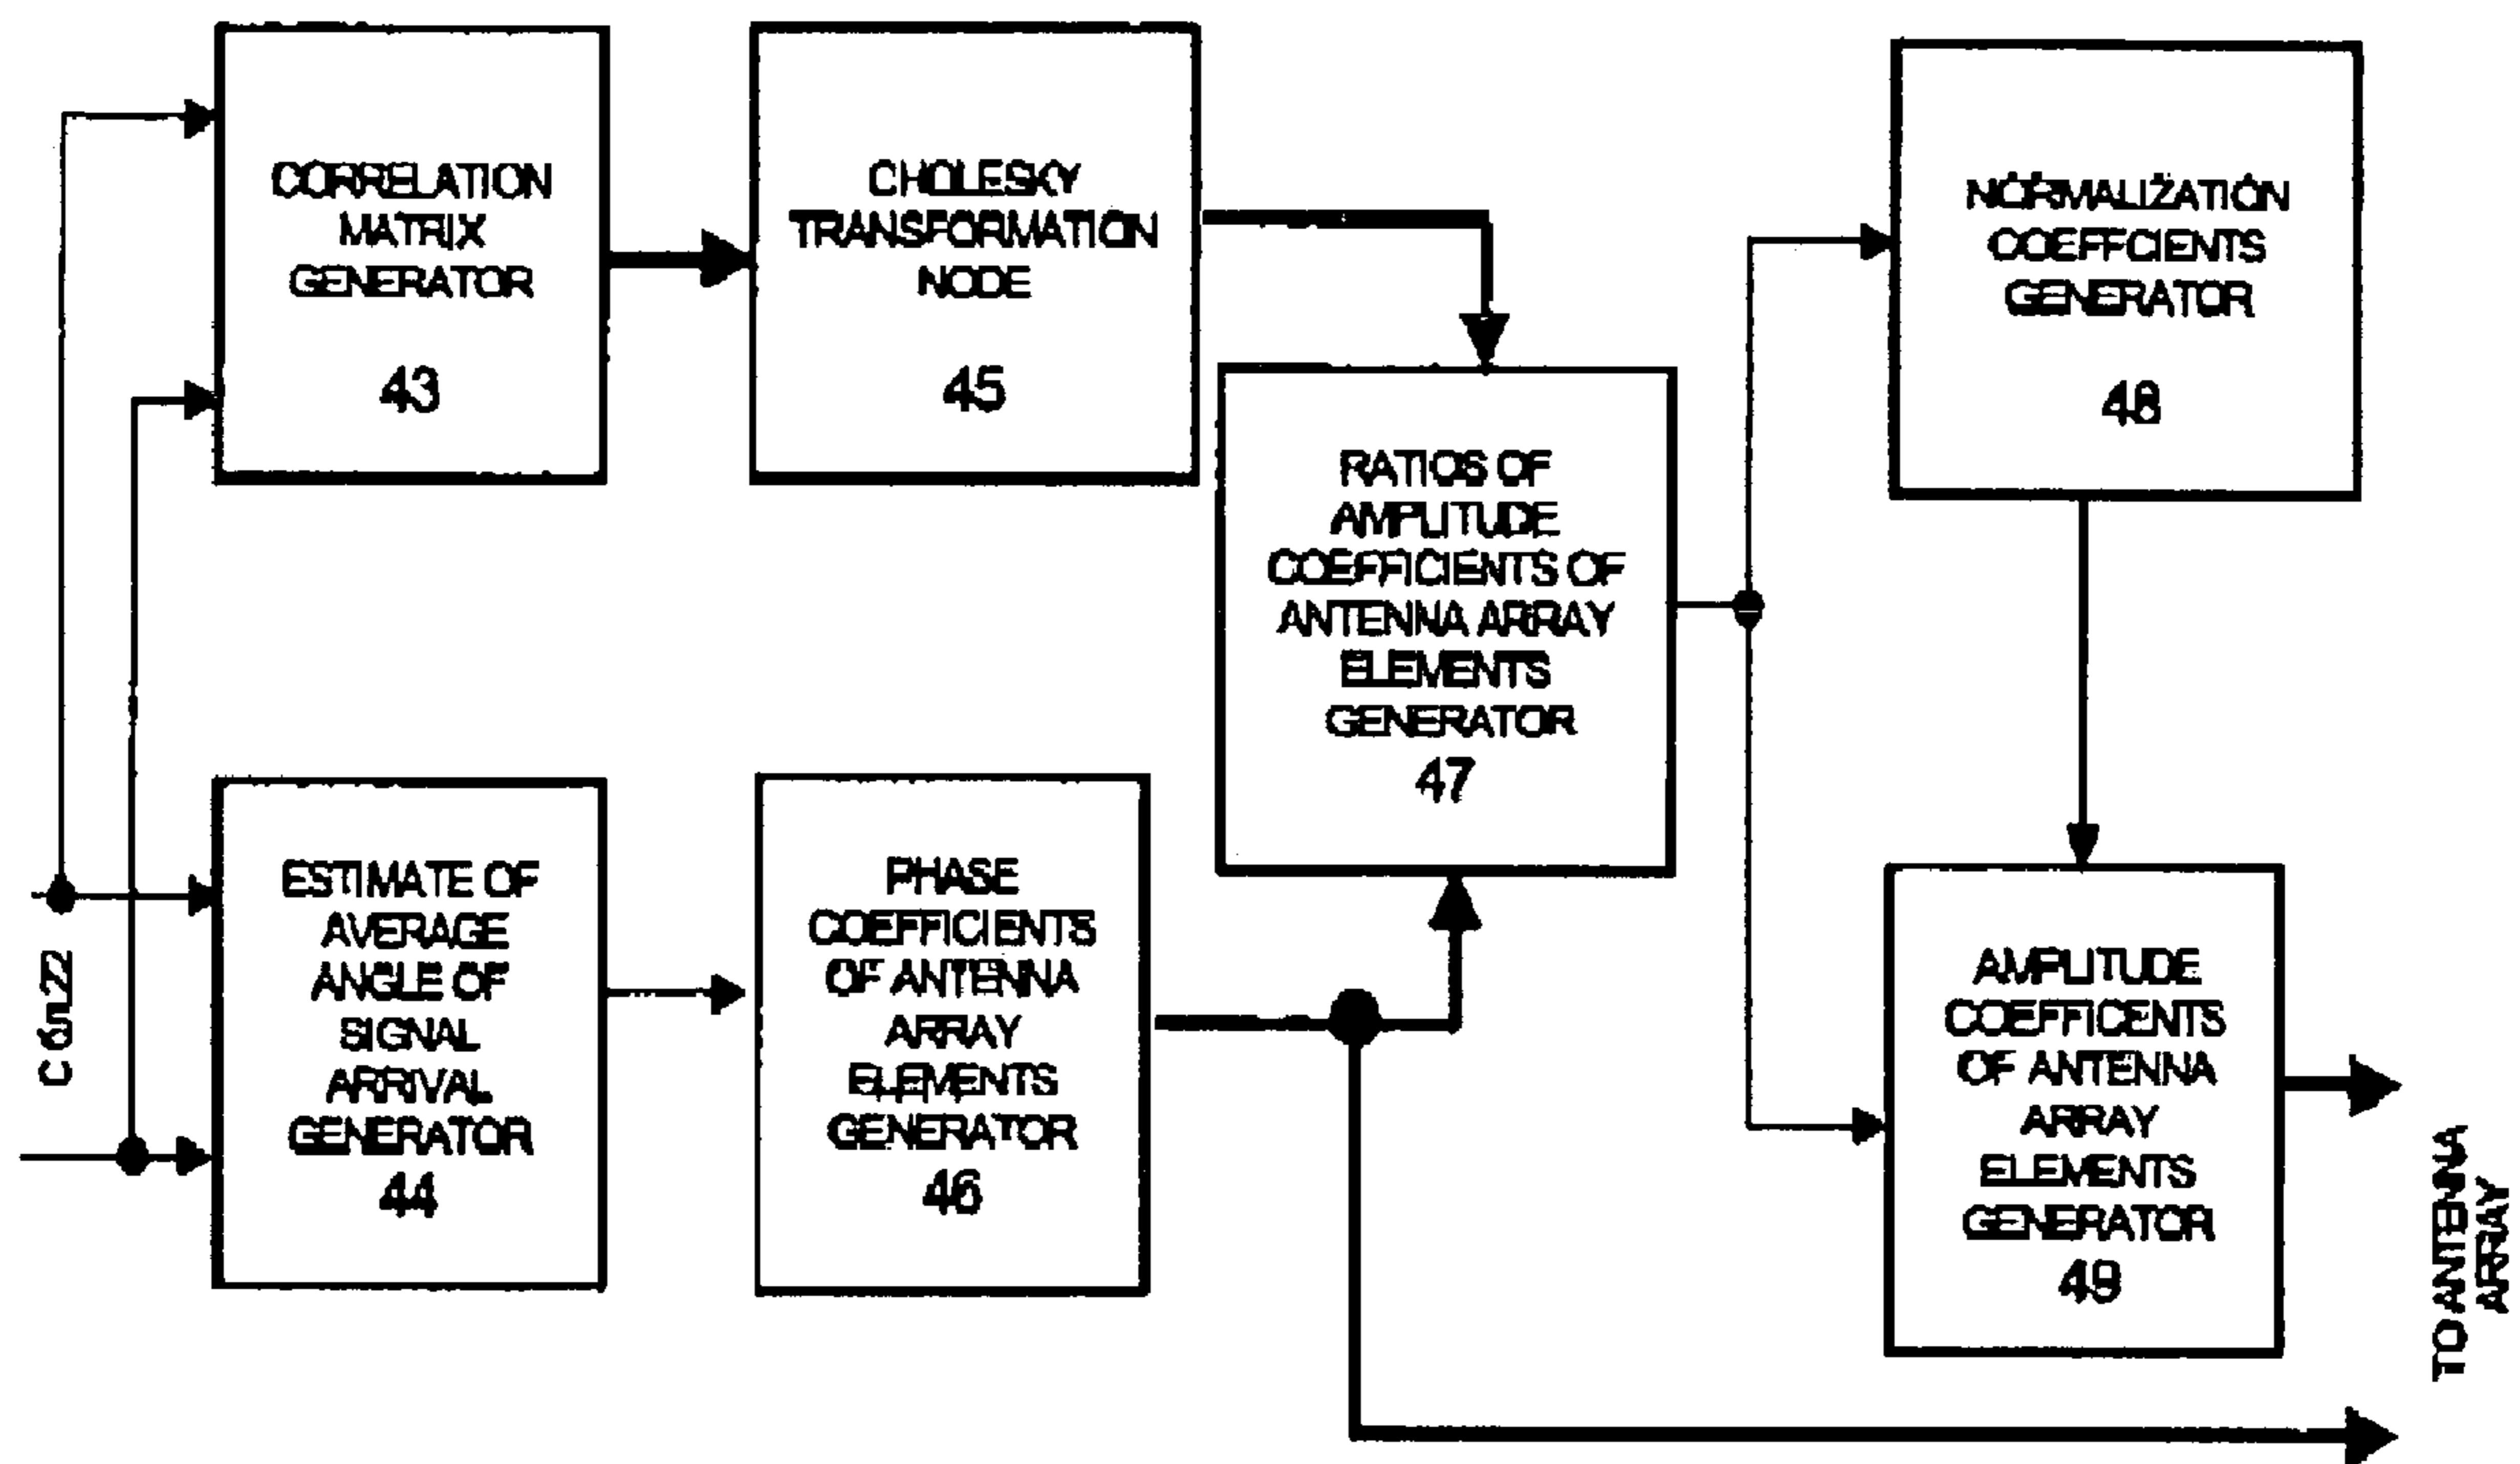 CORRELATION
MATRIX
GENERATOR
43
CHOLESKY
TRANSFORMATION
NODE
45
NORMALIZATION
COEFFCIENTS
GENERATOR
48
RATIOS OF
AMPLITUDE
COEFFICIENTS OF
ANTENNA ARRAY
ELEMENTS
GENERATOR
47
ESTIMATE OF
AVERAGE
ANGLE OF
SIGNAL
ARRIVAL
GENERATOR
44
PHASE
COEFFICIENTS
OF ANTENNA
ARRAY
ELEMENTS
GENERATOR
46
AMPLITUDE
COEFFICENTS
OF ANTENNA
ARRAY
ELEMENTS
GENERATOR
49
TO ANTENNA
ARRAY